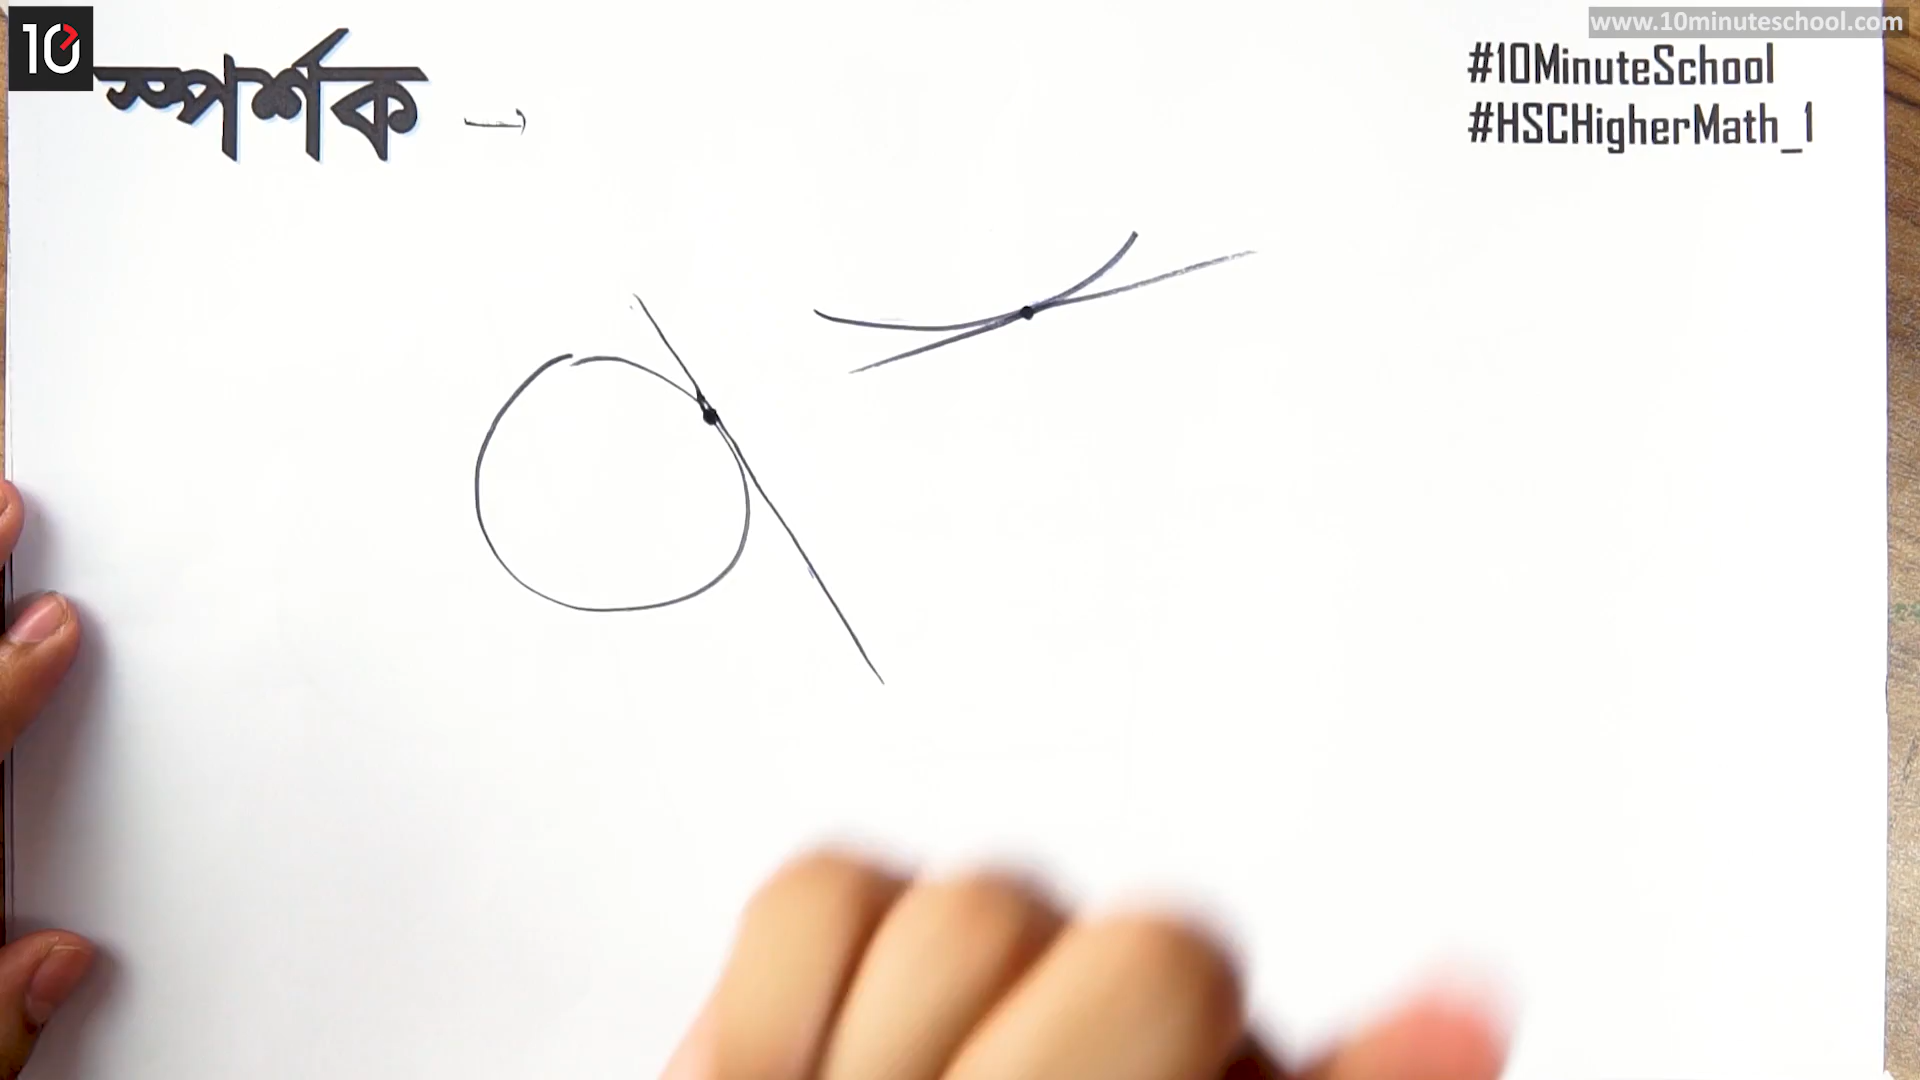 10
www.10minuteschool.com
স্পর্শক
#10MinuteSchool
#HSCHigherMath_1